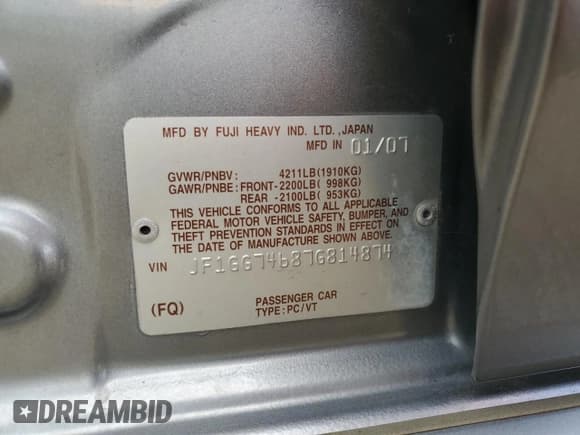 MFD BY FUJI HEAVY IND. LTD.,JAPAN
MFD IN 01/07
GVWR/PNBV: 4211LB(1910KG)
GAWR/PNBE: FRONT-2200LB( 998KG)
REAR -2100LB( 953KG)
THIS VEHICLE CONFORMS TO ALL APPLICABLE
FEDERAL MOTOR VEHICLE SAFETY, BUMPER, AND
THEFT PREVENTION STANDARDS IN EFFECT ON
THE DATE OF MANUFACTURE SHOWN ABOVE.
VIN JF1GG74687G814874
(FQ) PASSENGER CAR
TYPE: PC/VT
DREAMBID